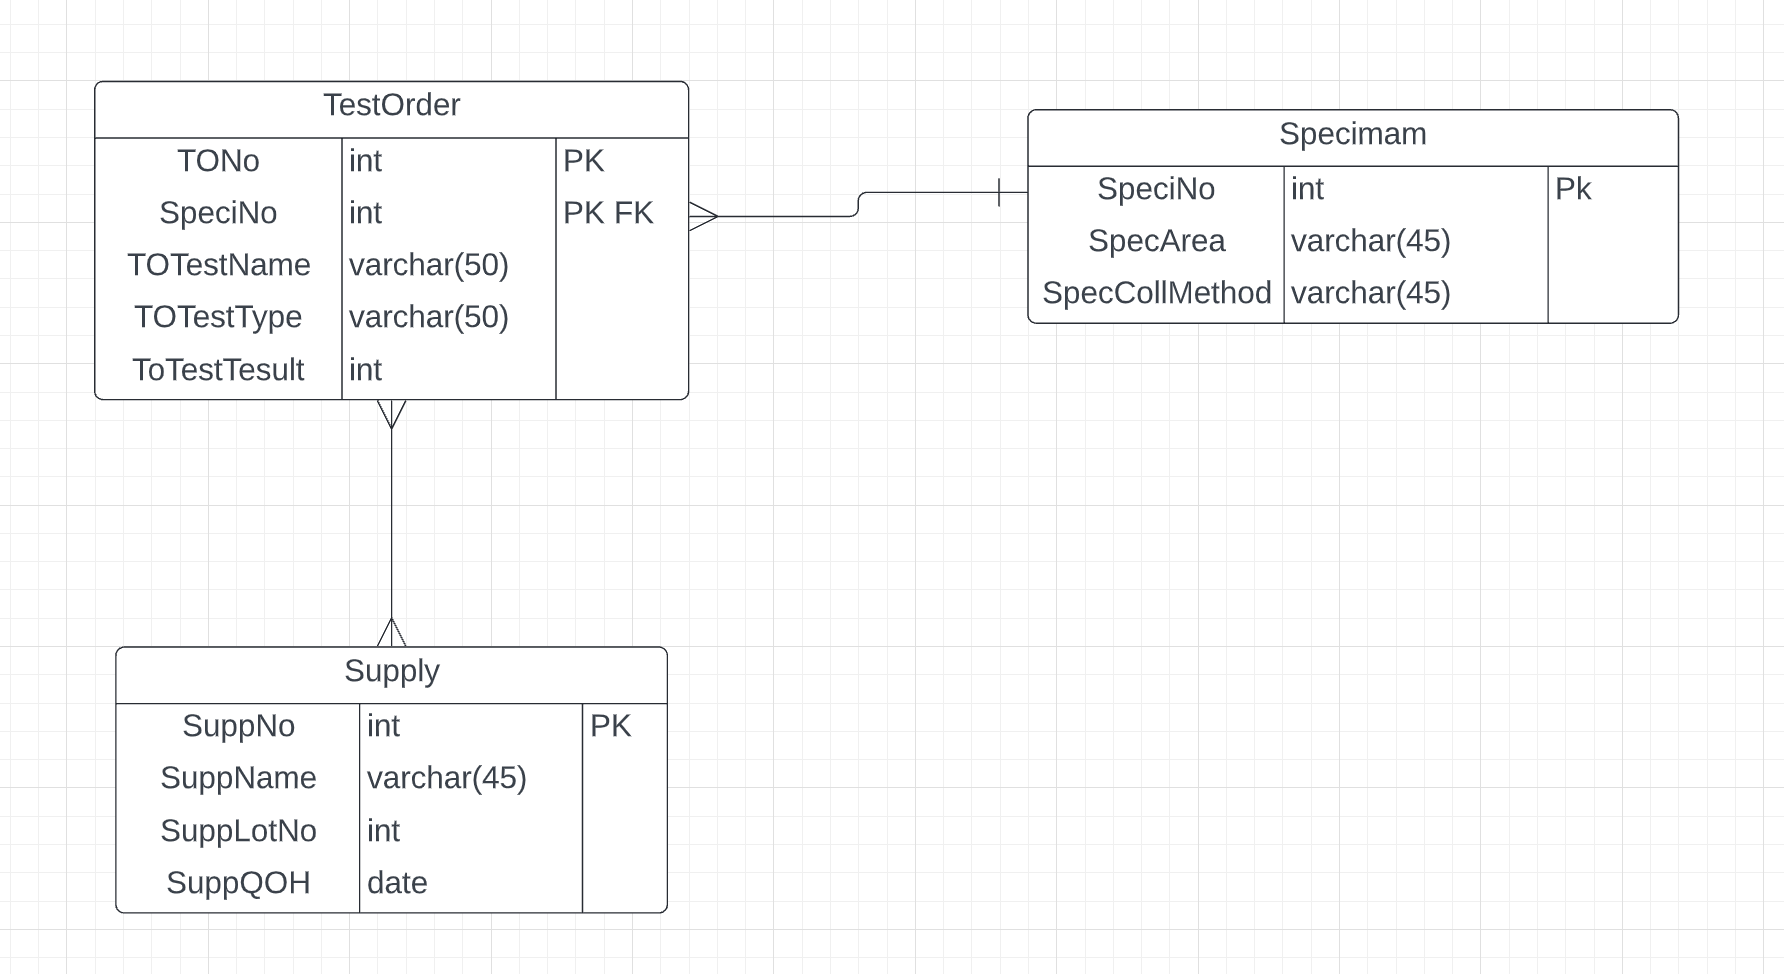 TestOrder
TONo int PK
SpeciNo int PK FK
TOTestName varchar(50)
TOTestType varchar(50)
ToTestTesult int
Specimam
SpeciNo int Pk
SpecArea varchar(45)
SpecCollMethod varchar(45)
Supply
SuppNo int PK
SuppName varchar(45)
SuppLotNo int
SuppQOH date